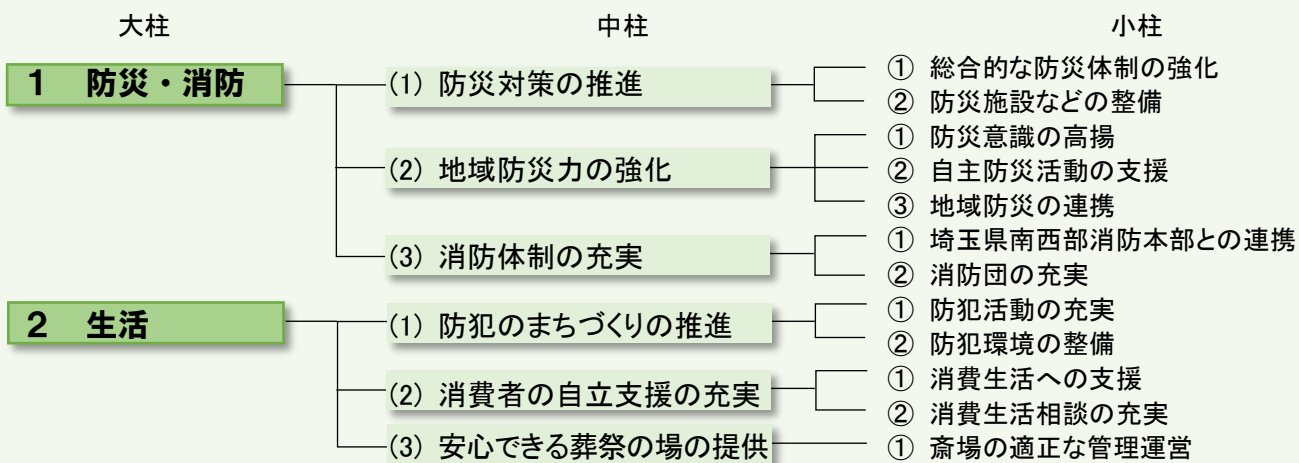 大柱 中柱 小柱
1 防災・消防
(1) 防災対策の推進
① 総合的な防災体制の強化
② 防災施設などの整備
(2) 地域防災力の強化
① 防災意識の高揚
② 自主防災活動の支援
③ 地域防災の連携
(3) 消防体制の充実
① 埼玉県南西部消防本部との連携
② 消防団の充実
2 生活
(1) 防犯のまちづくりの推進
① 防犯活動の充実
② 防犯環境の整備
(2) 消費者の自立支援の充実
① 消費生活への支援
② 消費生活相談の充実
(3) 安心できる葬祭の場の提供
① 斎場の適正な管理運営